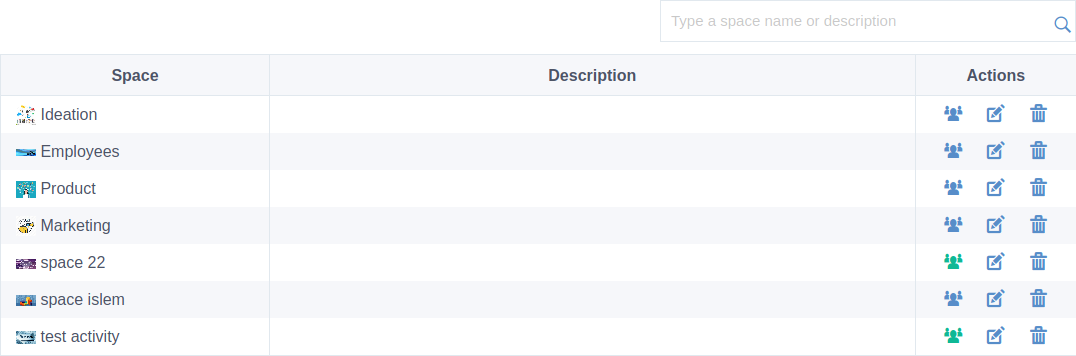 Type a space name or description
Space Description Actions
Ideation
Employees
Product
Marketing
space 22
space islem
test activity